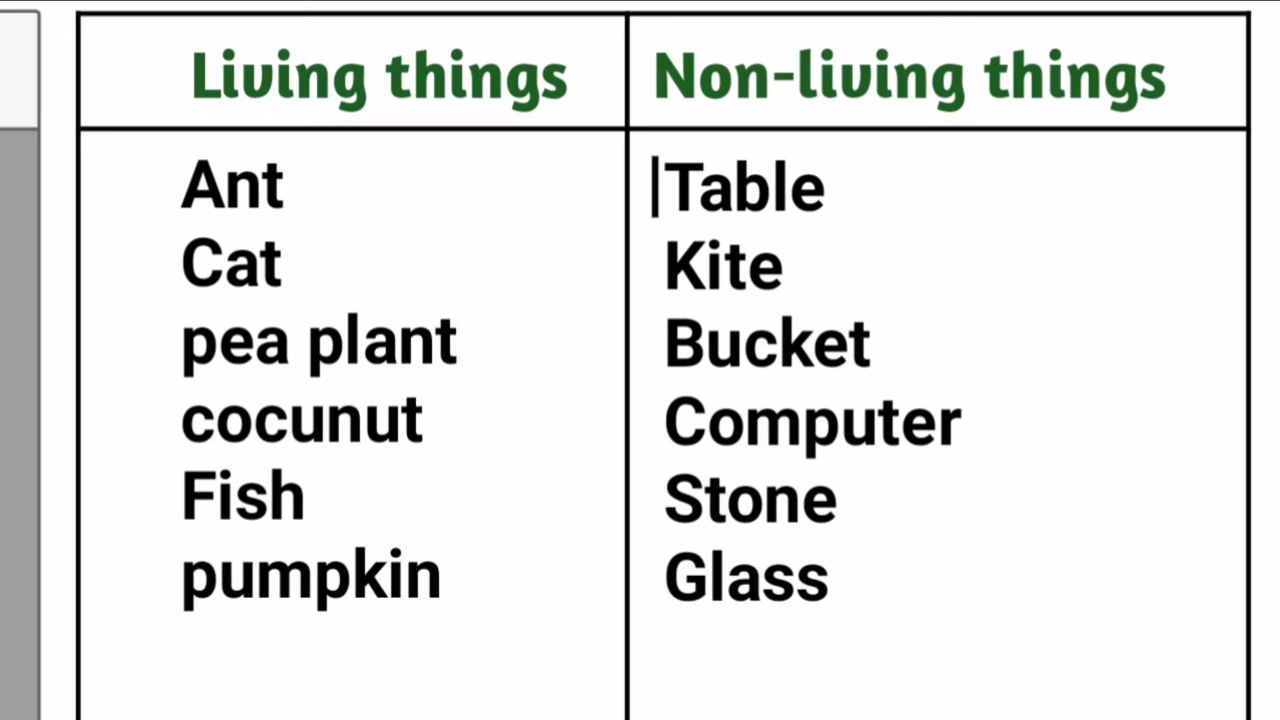 Living things
Non-living things
Ant
Cat
pea plant
cocunut
Fish
pumpkin
Table
Kite
Bucket
Computer
Stone
Glass